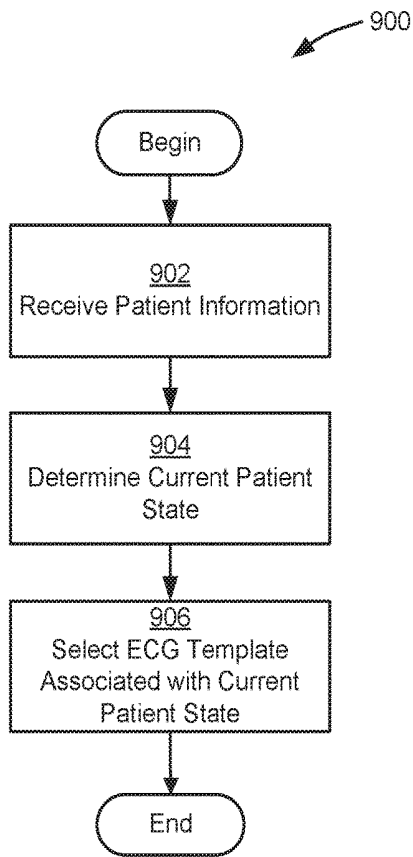 900
Begin
902
Receive Patient Information
904
Determine Current Patient
State
906
Select ECG Template
Associated with Current
Patient State
End